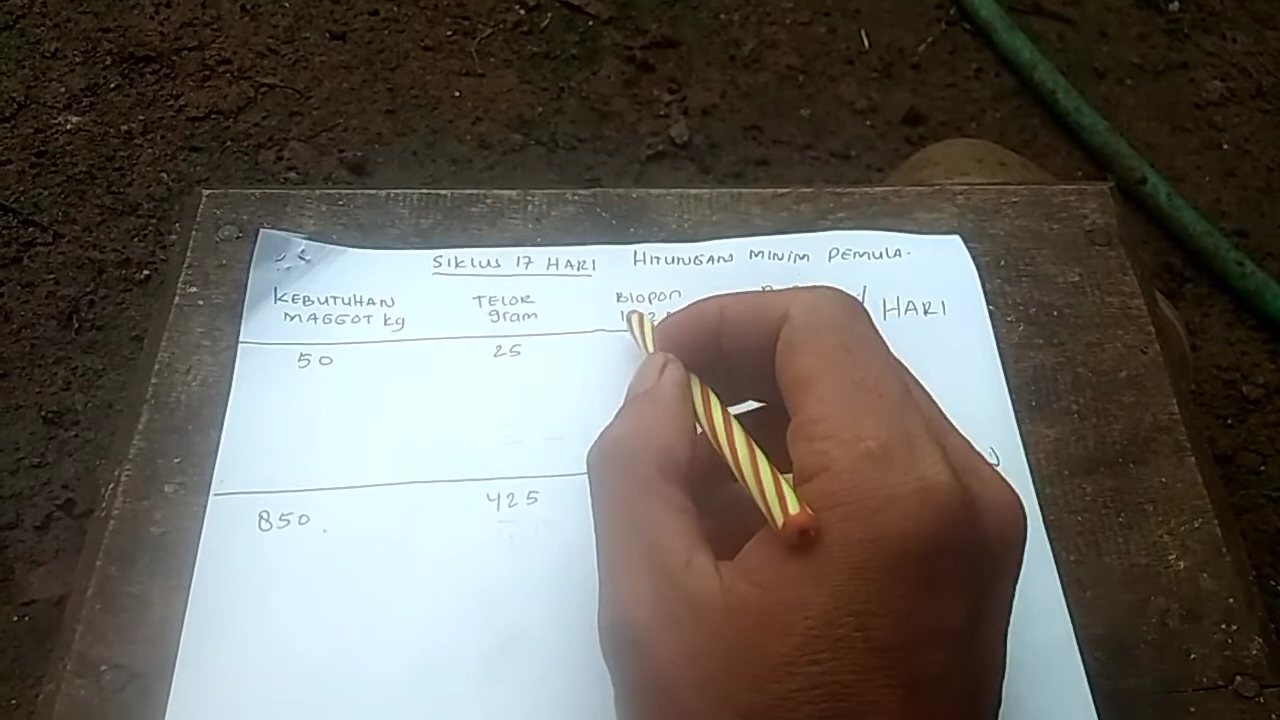 SIKLUS 17 HARI HITUNGAN MINIM PEMULA.
KEBUTUHAN MAGGOT kg
TELOR gram
BIOPON
HARI
50 25
850. 425